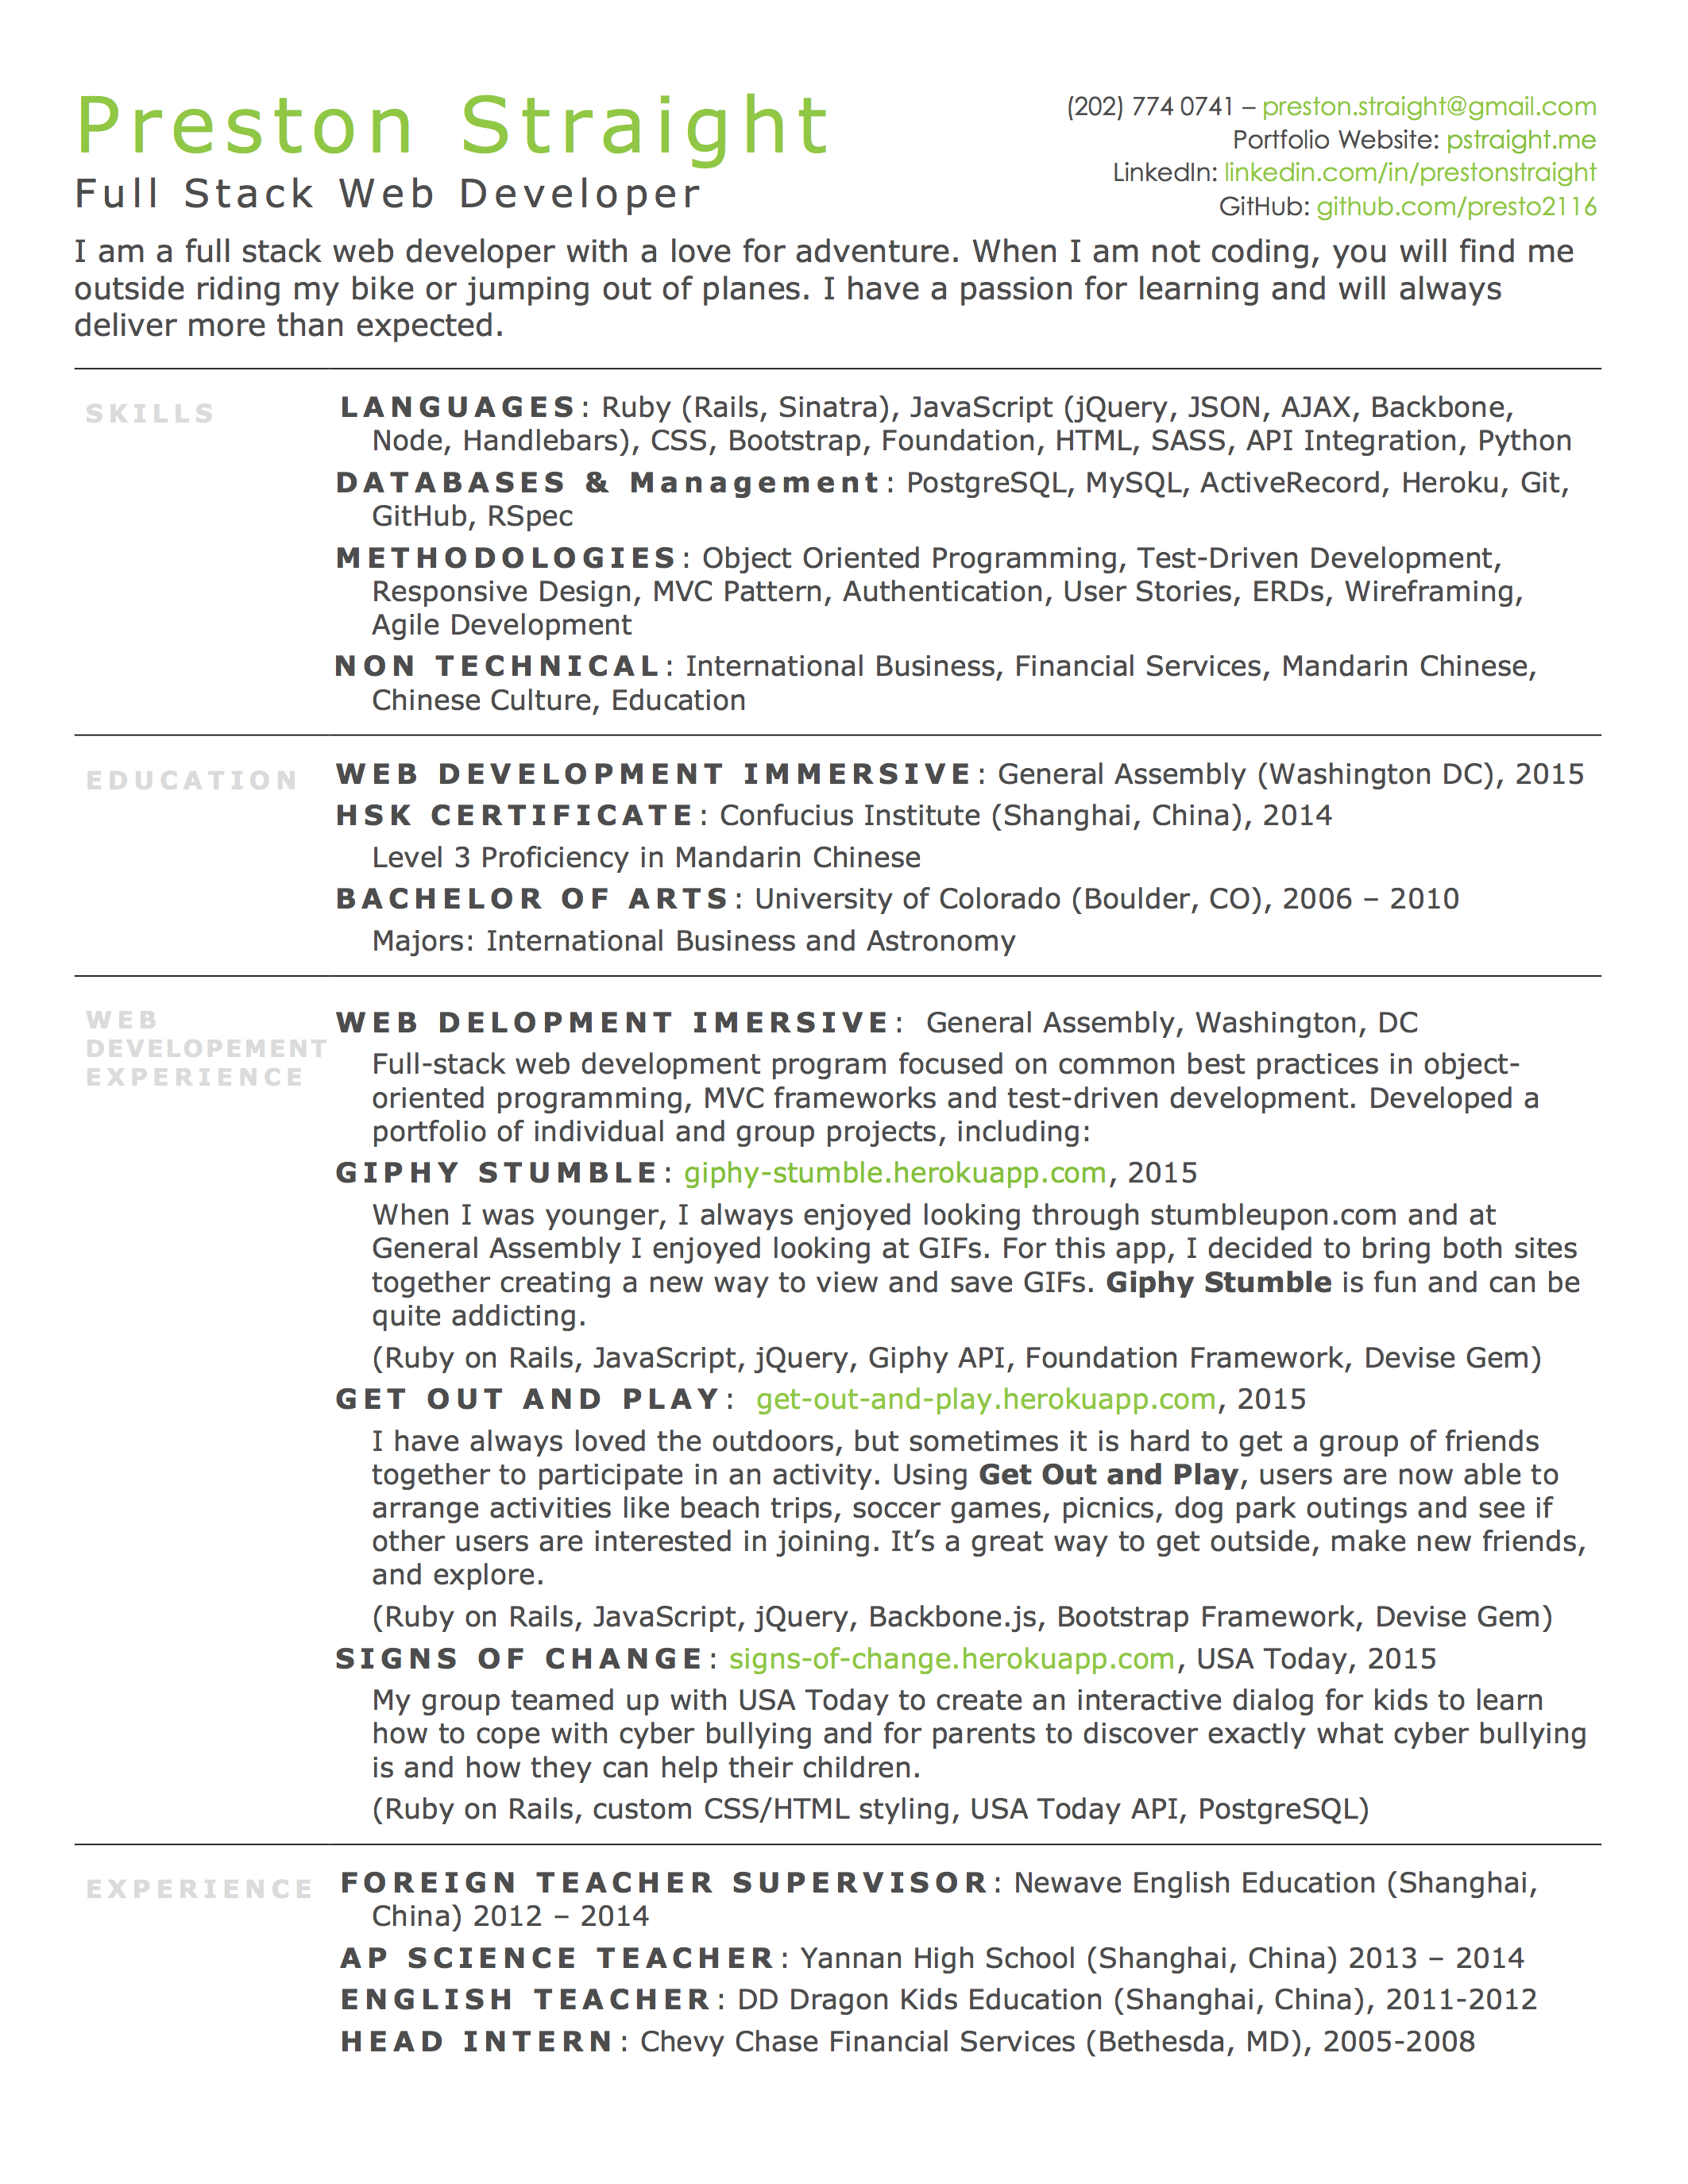 Preston Straight
Full Stack Web Developer
(202) 774 0741 – preston.straight@gmail.com
Portfolio Website: pstraight.me
LinkedIn: linkedin.com/in/prestonstraight
GitHub: github.com/presto2116
I am a full stack web developer with a love for adventure. When I am not coding, you will find me
outside riding my bike or jumping out of planes. I have a passion for learning and will always
deliver more than expected.
SKILLS
LANGUAGES: Ruby (Rails, Sinatra), JavaScript (jQuery, JSON, AJAX, Backbone,
Node, Handlebars), CSS, Bootstrap, Foundation, HTML, SASS, API Integration, Python
DATABASES & Management: PostgreSQL, MySQL, ActiveRecord, Heroku, Git,
GitHub, RSpec
METHODOLOGIES: Object Oriented Programming, Test-Driven Development,
Responsive Design, MVC Pattern, Authentication, User Stories, ERDs, Wireframing,
Agile Development
NON TECHNICAL: International Business, Financial Services, Mandarin Chinese,
Chinese Culture, Education
EDUCATION
WEB DEVELOPMENT IMMERSIVE: General Assembly (Washington DC), 2015
HSK CERTIFICATE: Confucius Institute (Shanghai, China), 2014
Level 3 Proficiency in Mandarin Chinese
BACHELOR OF ARTS: University of Colorado (Boulder, CO), 2006 – 2010
Majors: International Business and Astronomy
WEB
DEVELOPEMENT
EXPERIENCE
WEB DELOPMENT IMERSIVE: General Assembly, Washington, DC
Full-stack web development program focused on common best practices in object-
oriented programming, MVC frameworks and test-driven development. Developed a
portfolio of individual and group projects, including:
GIPHY STUMBLE: giphy-stumble.herokuapp.com, 2015
When I was younger, I always enjoyed looking through stumbleupon.com and at
General Assembly I enjoyed looking at GIFs. For this app, I decided to bring both sites
together creating a new way to view and save GIFs. Giphy Stumble is fun and can be
quite addicting.
(Ruby on Rails, JavaScript, jQuery, Giphy API, Foundation Framework, Devise Gem)
GET OUT AND PLAY: get-out-and-play.herokuapp.com, 2015
I have always loved the outdoors, but sometimes it is hard to get a group of friends
together to participate in an activity. Using Get Out and Play, users are now able to
arrange activities like beach trips, soccer games, picnics, dog park outings and see if
other users are interested in joining. It’s a great way to get outside, make new friends,
and explore.
(Ruby on Rails, JavaScript, jQuery, Backbone.js, Bootstrap Framework, Devise Gem)
SIGNS OF CHANGE: signs-of-change.herokuapp.com, USA Today, 2015
My group teamed up with USA Today to create an interactive dialog for kids to learn
how to cope with cyber bullying and for parents to discover exactly what cyber bullying
is and how they can help their children.
(Ruby on Rails, custom CSS/HTML styling, USA Today API, PostgreSQL)
EXPERIENCE
FOREIGN TEACHER SUPERVISOR: Newave English Education (Shanghai,
China) 2012 – 2014
AP SCIENCE TEACHER: Yannan High School (Shanghai, China) 2013 – 2014
ENGLISH TEACHER: DD Dragon Kids Education (Shanghai, China), 2011-2012
HEAD INTERN: Chevy Chase Financial Services (Bethesda, MD), 2005-2008